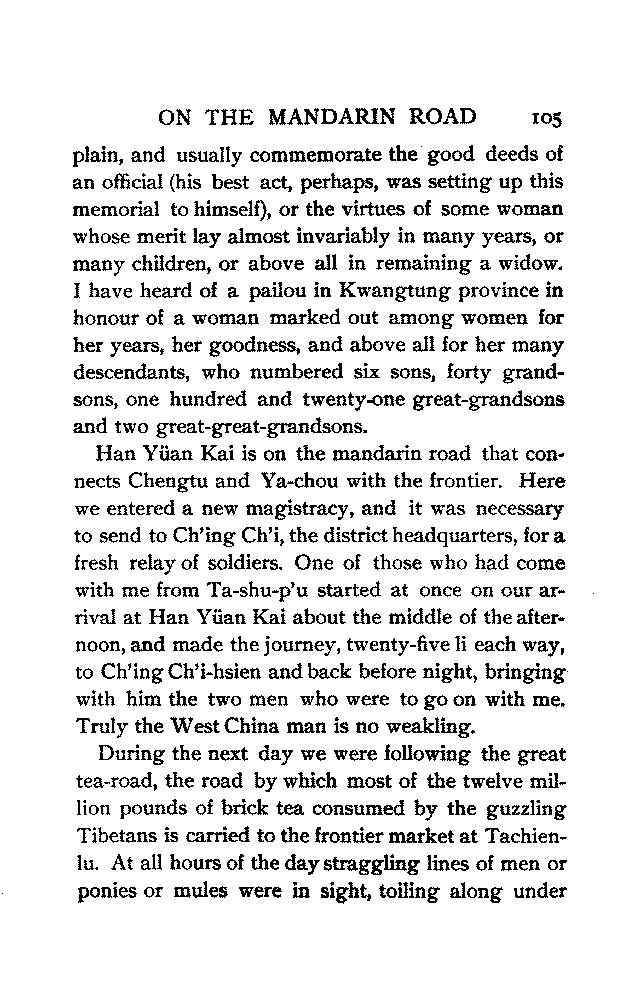 ON THE MANDARIN ROAD 105
plain, and usually commemorate the good deeds of
an official (his best act, perhaps, was setting up this
memorial to himself), or the virtues of some woman
whose merit lay almost invariably in many years, or
many children, or above all in remaining a widow.
I have heard of a pailou in Kwangtung province in
honour of a woman marked out among women for
her years, her goodness, and above all for her many
descendants, who numbered six sons, forty grand-
sons, one hundred and twenty-one great-grandsons
and two great-great-grandsons.
Han Yüan Kai is on the mandarin road that con-
nects Chengtu and Ya-chou with the frontier. Here
we entered a new magistracy, and it was necessary
to send to Ch'ing Ch'i, the district headquarters, for a
fresh relay of soldiers. One of those who had come
with me from Ta-shu-p'u started at once on our ar-
rival at Han Yüan Kai about the middle of the after-
noon, and made the journey, twenty-five li each way,
to Ch'ing Ch'i-hsien and back before night, bringing
with him the two men who were to go on with me.
Truly the West China man is no weakling.
During the next day we were following the great
tea-road, the road by which most of the twelve mil-
lion pounds of brick tea consumed by the guzzling
Tibetans is carried to the frontier market at Tachien-
lu. At all hours of the day straggling lines of men or
ponies or mules were in sight, toiling along under